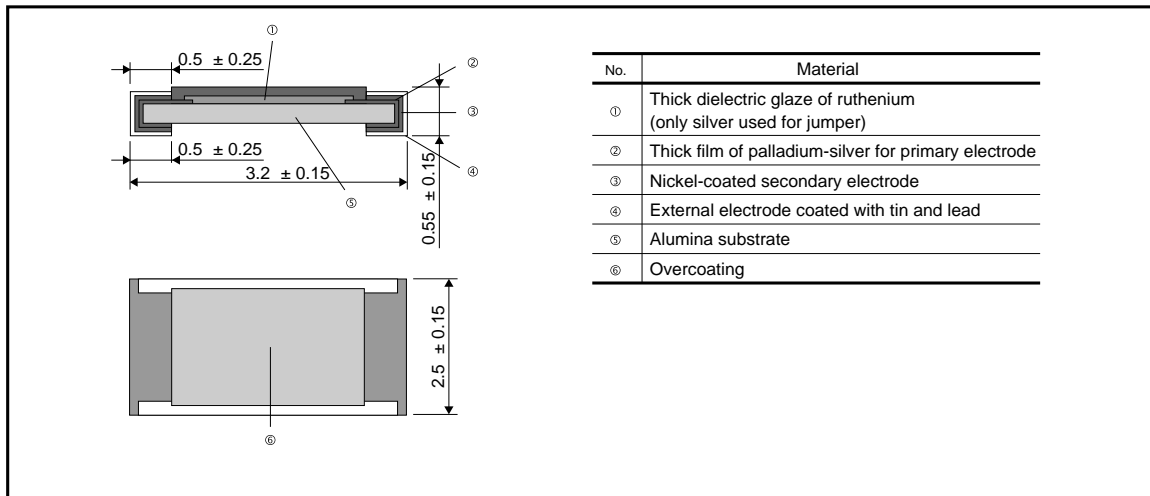 ①
0.5 ± 0.25
②
③
0.5 ± 0.25
④
3.2 ± 0.15
⑤
0.55 ± 0.15
2.5 ± 0.15
⑥
No. Material
① Thick dielectric glaze of ruthenium
(only silver used for jumper)
② Thick film of palladium-silver for primary electrode
③ Nickel-coated secondary electrode
④ External electrode coated with tin and lead
⑤ Alumina substrate
⑥ Overcoating